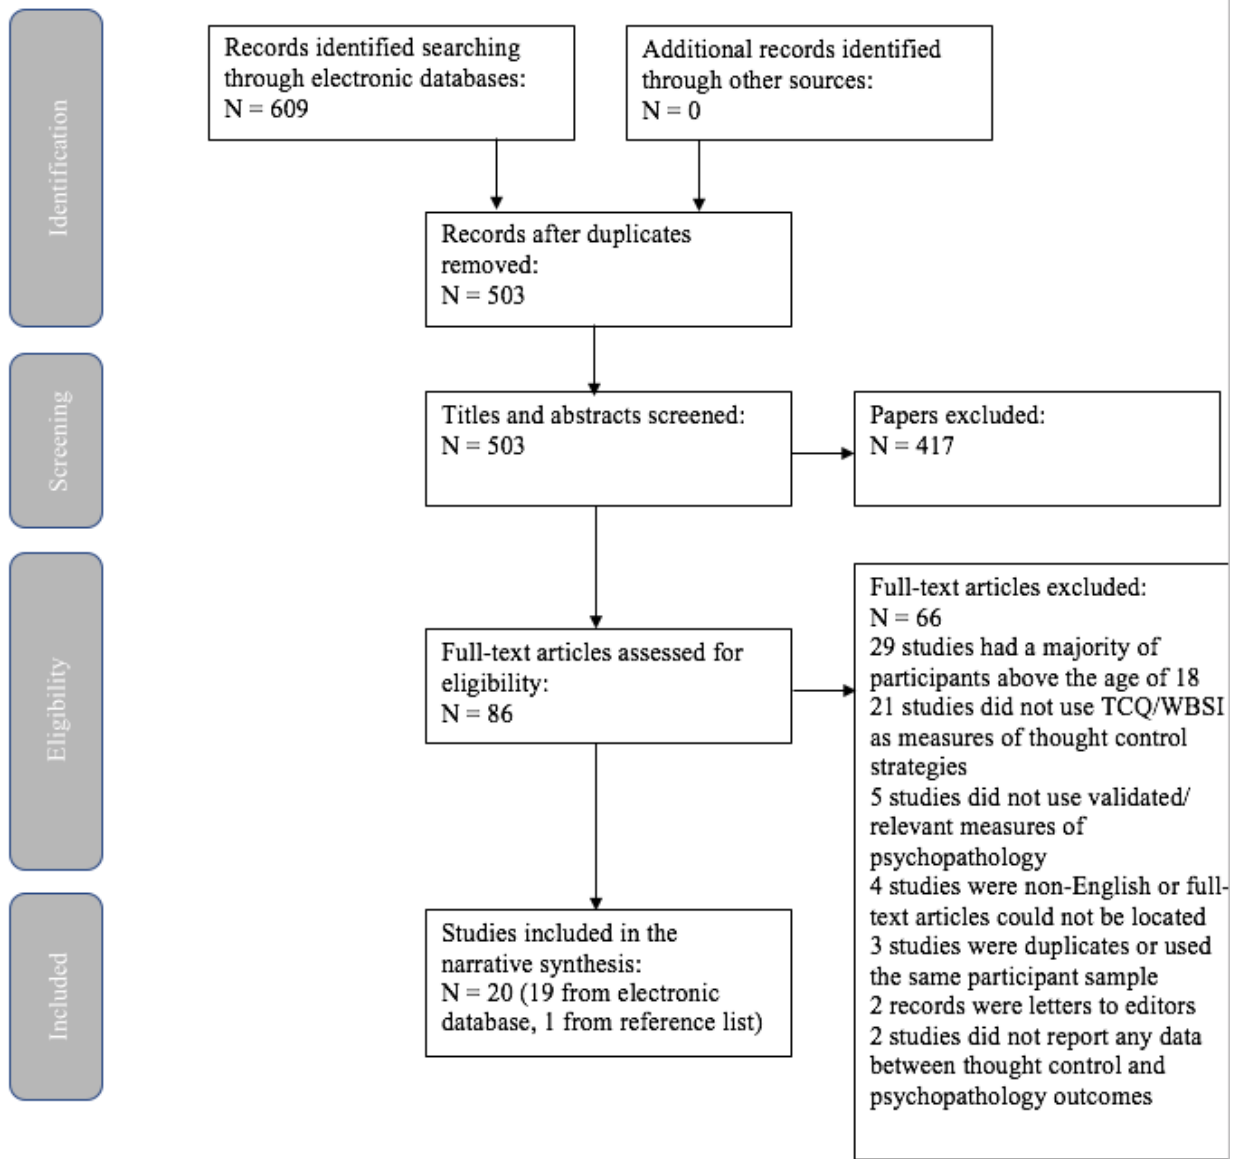 Identification
Records identified searching
through electronic databases:
N = 609
Additional records identified
through other sources:
N = 0
Records after duplicates
removed:
N = 503
Screening
Titles and abstracts screened:
N = 503
Papers excluded:
N = 417
Eligibility
Full-text articles assessed for
eligibility:
N = 86
Full-text articles excluded:
N = 66
29 studies had a majority of
participants above the age of 18
21 studies did not use TCQ/WBSI
as measures of thought control
strategies
5 studies did not use validated/
relevant measures of
psychopathology
4 studies were non-English or full-
text articles could not be located
3 studies were duplicates or used
the same participant sample
2 records were letters to editors
2 studies did not report any data
between thought control and
psychopathology outcomes
Included
Studies included in the
narrative synthesis:
N = 20 (19 from electronic
database, 1 from reference list)